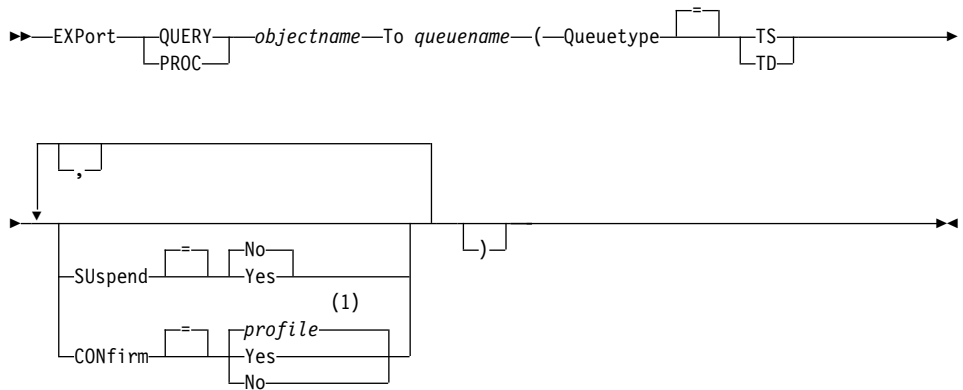 EXPort QUERY objectname To queuename ( Queuetype = TS
PROC TD
,
SUspend = No
Yes
(1)
CONfirm = profile
Yes
No
)